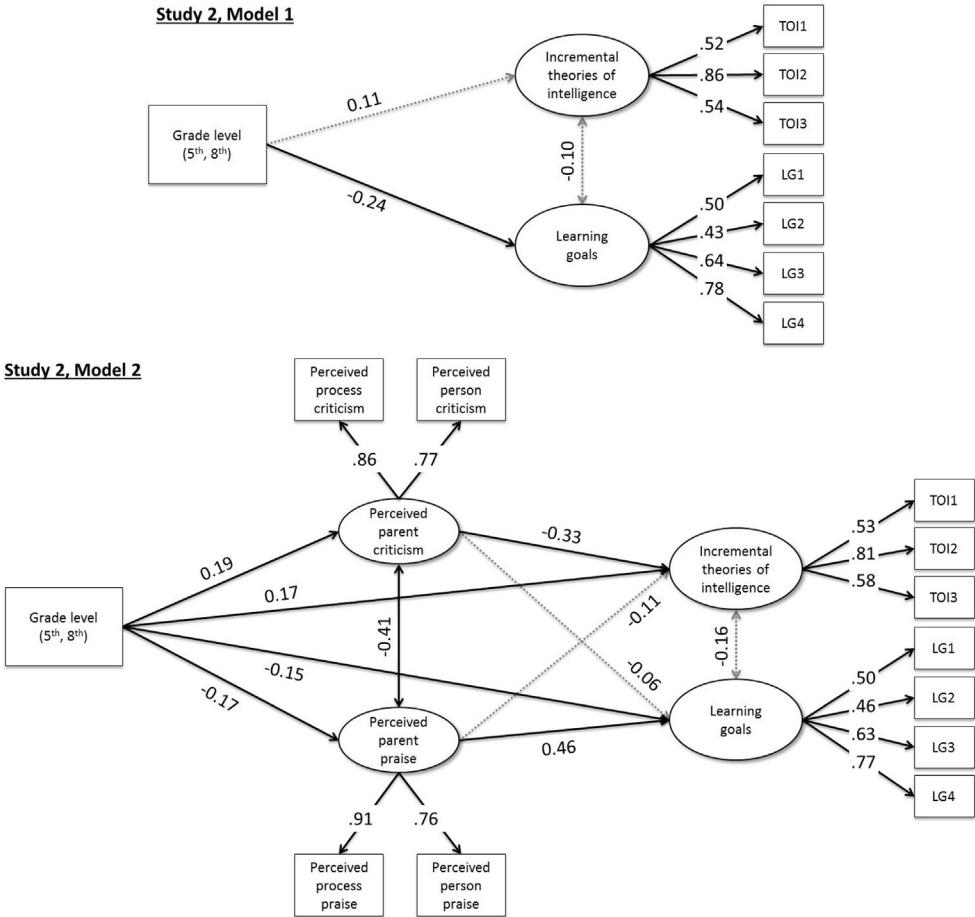 Study 2, Model 1
Grade level
(5th, 8th)
0.11
-0.24
Incremental
theories of
intelligence
-0.10
Learning
goals
.52
.86
.54
TOI1
TOI2
TOI3
.50
.43
.64
.78
LG1
LG2
LG3
LG4
Study 2, Model 2
Perceived
process
criticism
Perceived
person
criticism
.86
.77
Perceived
parent
criticism
Grade level
(5th, 8th)
0.19
0.17
-0.15
-0.17
-0.41
-0.33
-0.11
-0.06
0.46
Perceived
parent
praise
.91
.76
Perceived
process
praise
Perceived
person
praise
Incremental
theories of
intelligence
-0.16
Learning
goals
.53
.81
.58
TOI1
TOI2
TOI3
.50
.46
.63
.77
LG1
LG2
LG3
LG4